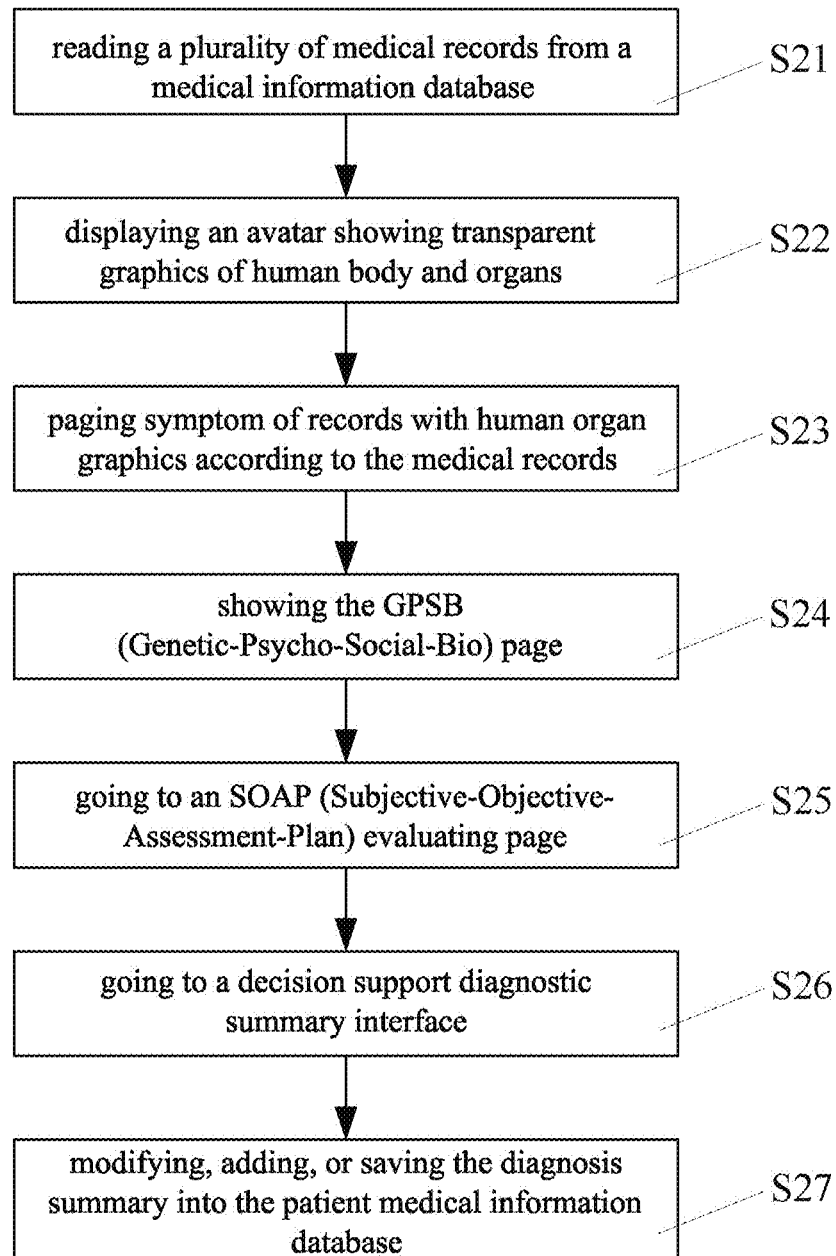 reading a plurality of medical records from a
medical information database
S21
displaying an avatar showing transparent
graphics of human body and organs
S22
paging symptom of records with human organ
graphics according to the medical records
S23
showing the GPSB
(Genetic-Psycho-Social-Bio) page
S24
going to an SOAP (Subjective-Objective-
Assessment-Plan) evaluating page
S25
going to a decision support diagnostic
summary interface
S26
modifying, adding, or saving the diagnosis
summary into the patient medical information
database
S27